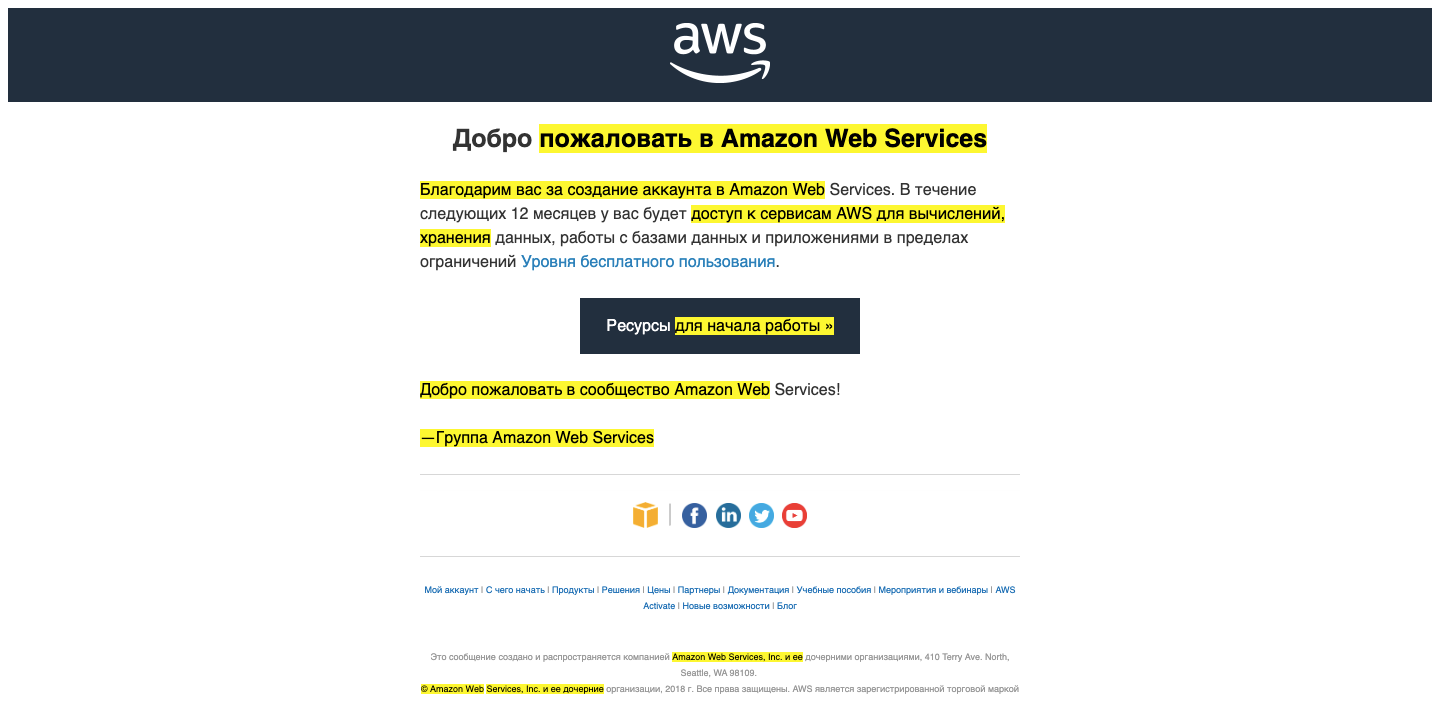 aws
Добро пожаловать в Amazon Web Services
Благодарим вас за создание аккаунта в Amazon Web Services. В течение
следующих 12 месяцев у вас будет доступ к сервисам AWS для вычислений,
хранения данных, работы с базами данных и приложениями в пределах
ограничений Уровня бесплатного пользования.
Ресурсы для начала работы »
Добро пожаловать в сообщество Amazon Web Services!
—Группа Amazon Web Services
Мой аккаунт | С чего начать | Продукты | Решения | Цены | Партнеры | Документация | Учебные пособия | Мероприятия и вебинары | AWS
Activate | Новые возможности | Блог
Это сообщение создано и распространяется компанией Amazon Web Services, Inc. и ее дочерними организациями, 410 Terry Ave. North,
Seattle, WA 98109.
© Amazon Web Services, Inc. и ее дочерние организации, 2018 г. Все права защищены. AWS является зарегистрированной торговой маркой